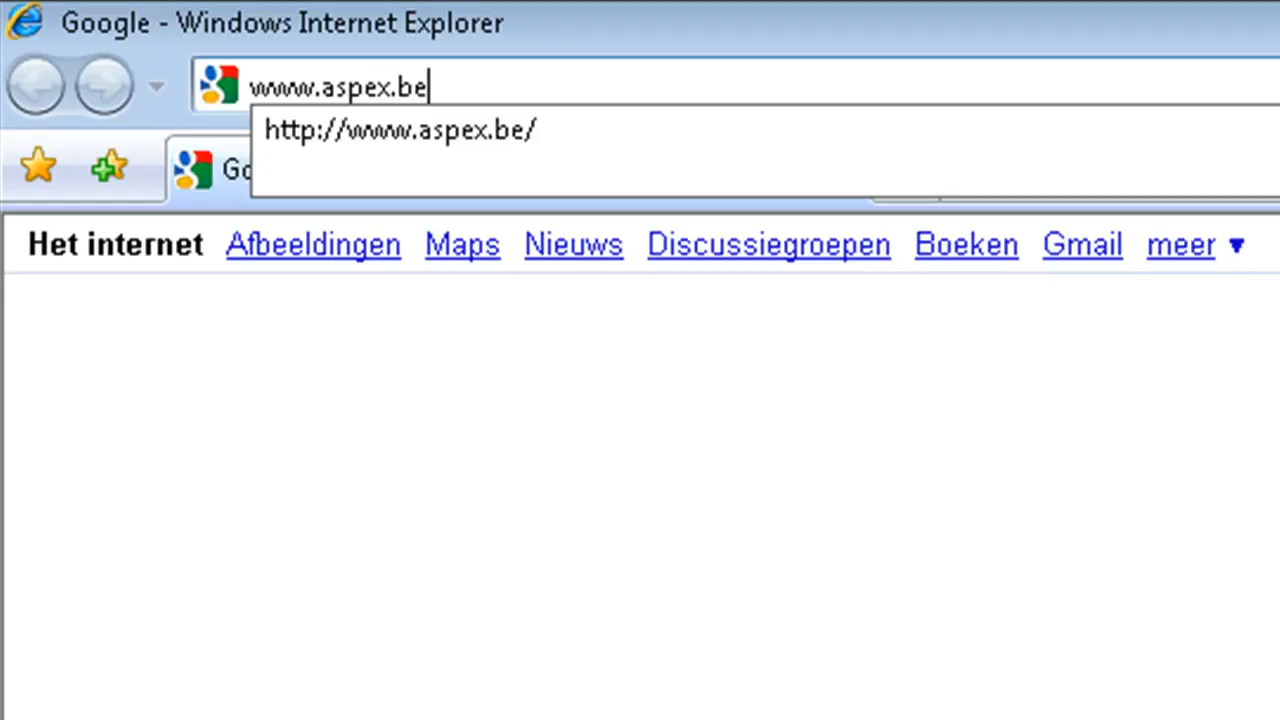 Google - Windows Internet Explorer
www.aspex.be
http://www.aspex.be/
Go
Het internet Afbeeldingen Maps Nieuws Discussiegroepen Boeken Gmail meer ▼